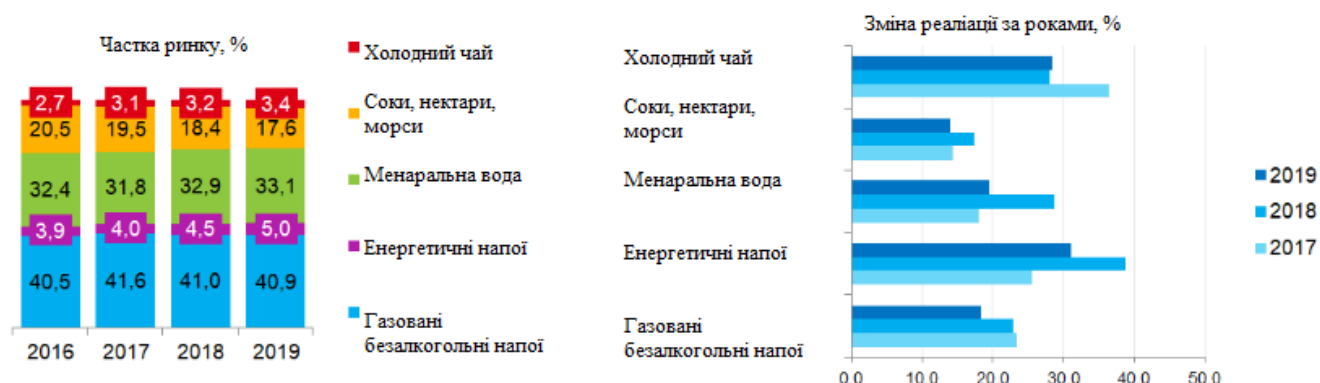 Частка ринку, %
2,7 3,1 3,2 3,4
20,5 19,5 18,4 17,6
32,4 31,8 32,9 33,1
3,9 4,0 4,5 5,0
40,5 41,6 41,0 40,9
2016 2017 2018 2019
Холодний чай
Соки, нектари,
морси
Менаральна вода
Енергетичні напої
Газовані
безалкогольні напої
Зміна реаліації за роками, %
Холодний чай
Соки, нектари,
морси
Менаральна вода
Енергетичні напої
Газовані
безалкогольні напої
0.0 10.0 20.0 30.0 40.0 50.0
2019
2018
2017